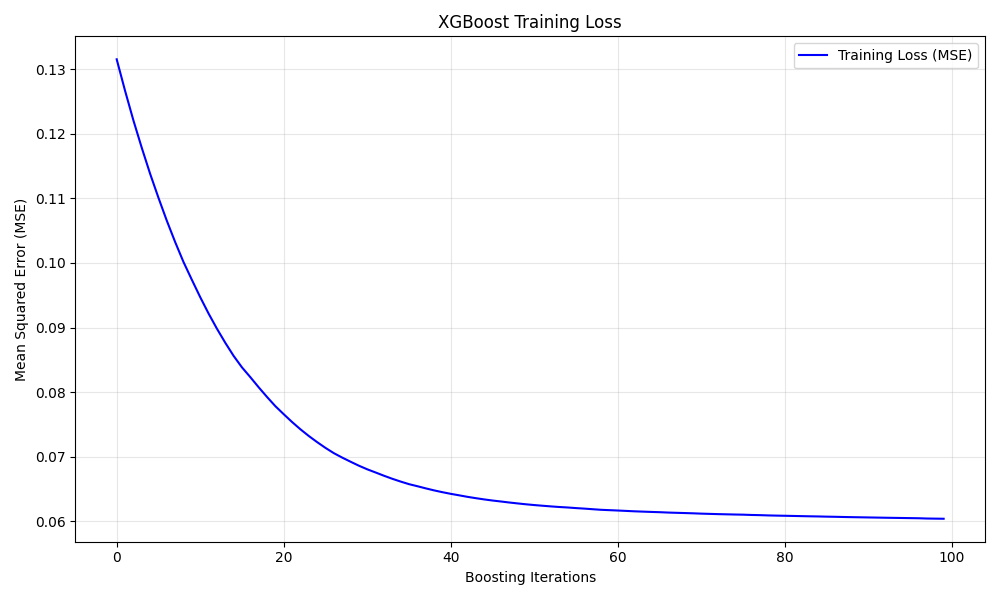 XGBoost Training Loss
Training Loss (MSE)
Mean Squared Error (MSE)
0.13
0.12
0.11
0.10
0.09
0.08
0.07
0.06
0 20 40 60 80 100
Boosting Iterations